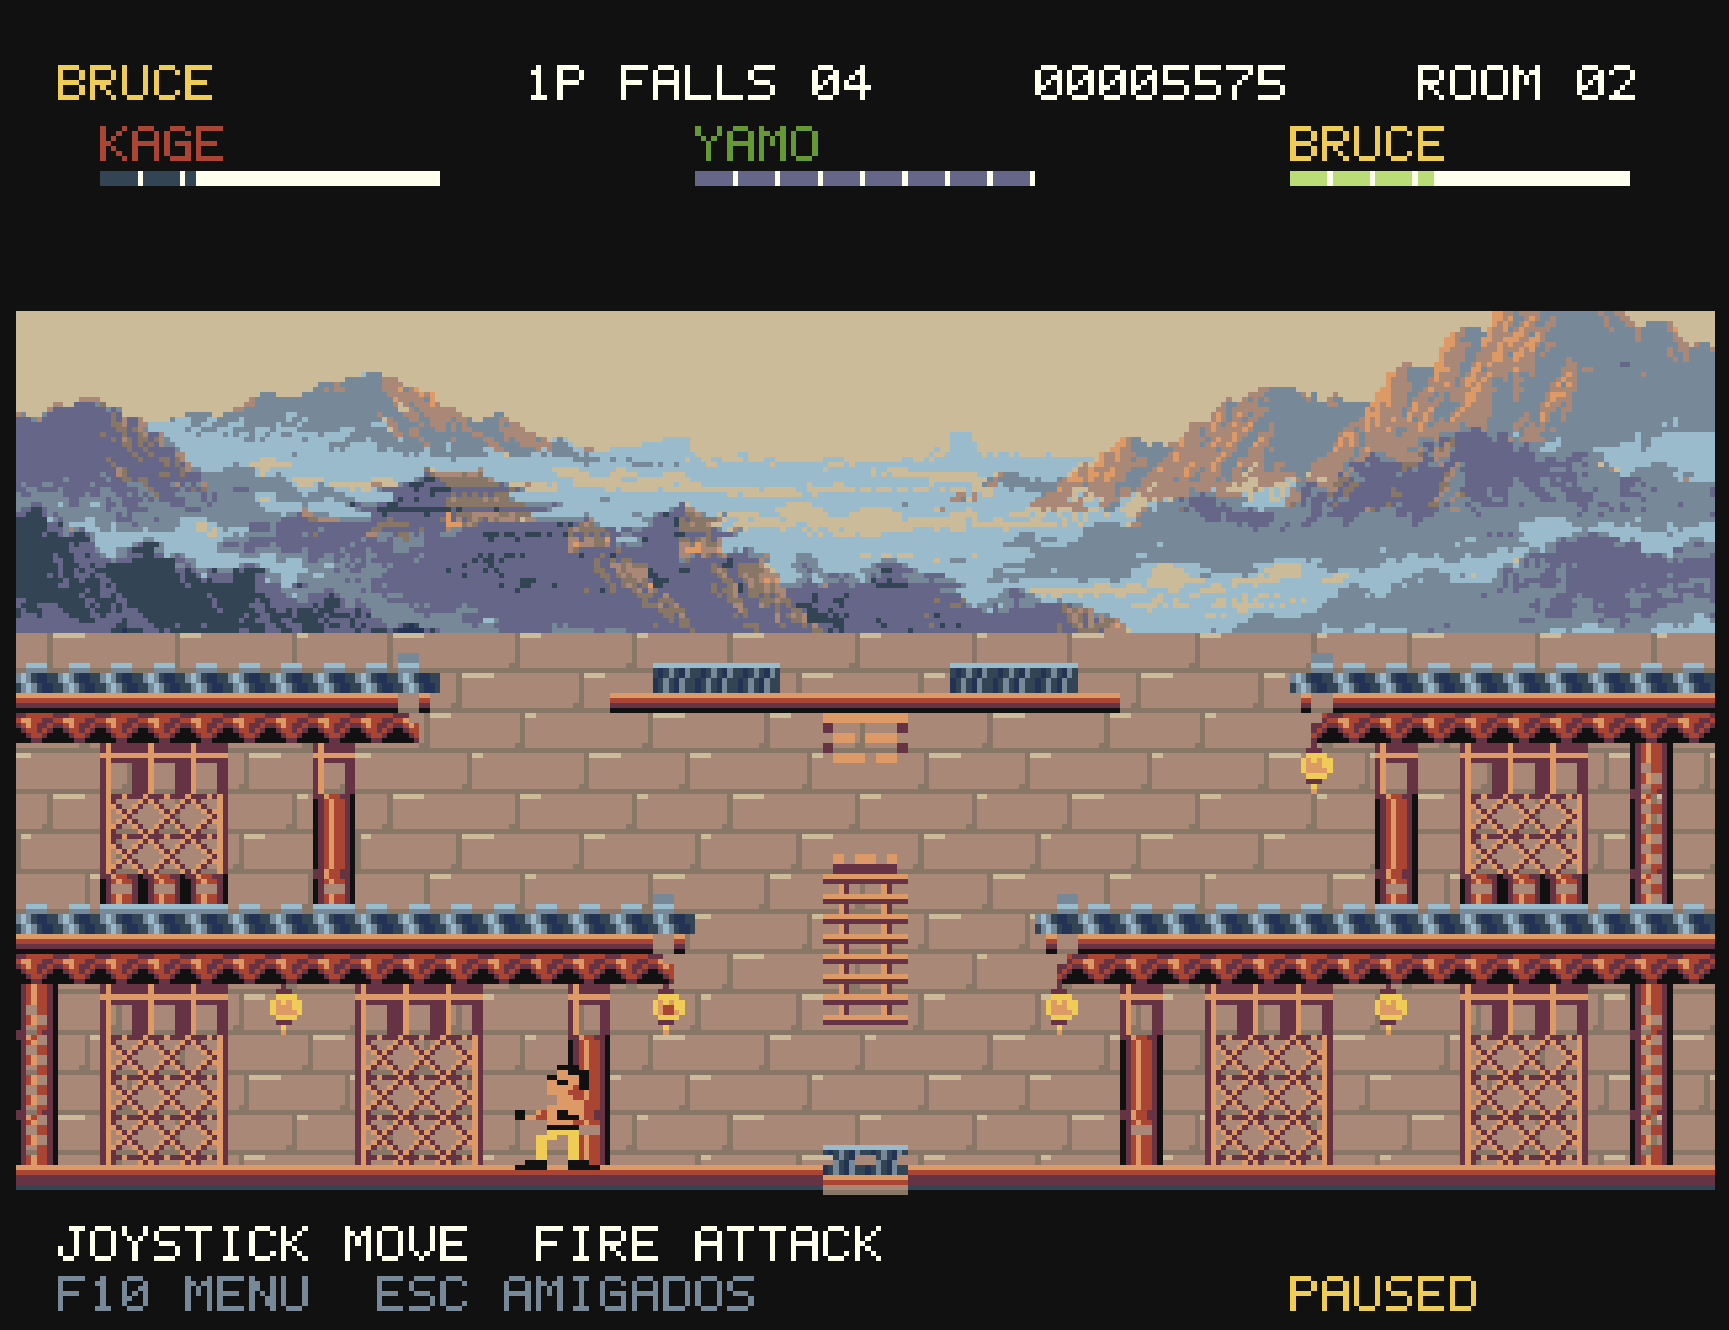 BRUCE 1P FALLS 04 00005575 ROOM 02
KAGE YAMO BRUCE
JOYSTICK MOVE FIRE ATTACK
F10 MENU ESC AMIGADOS PAUSED